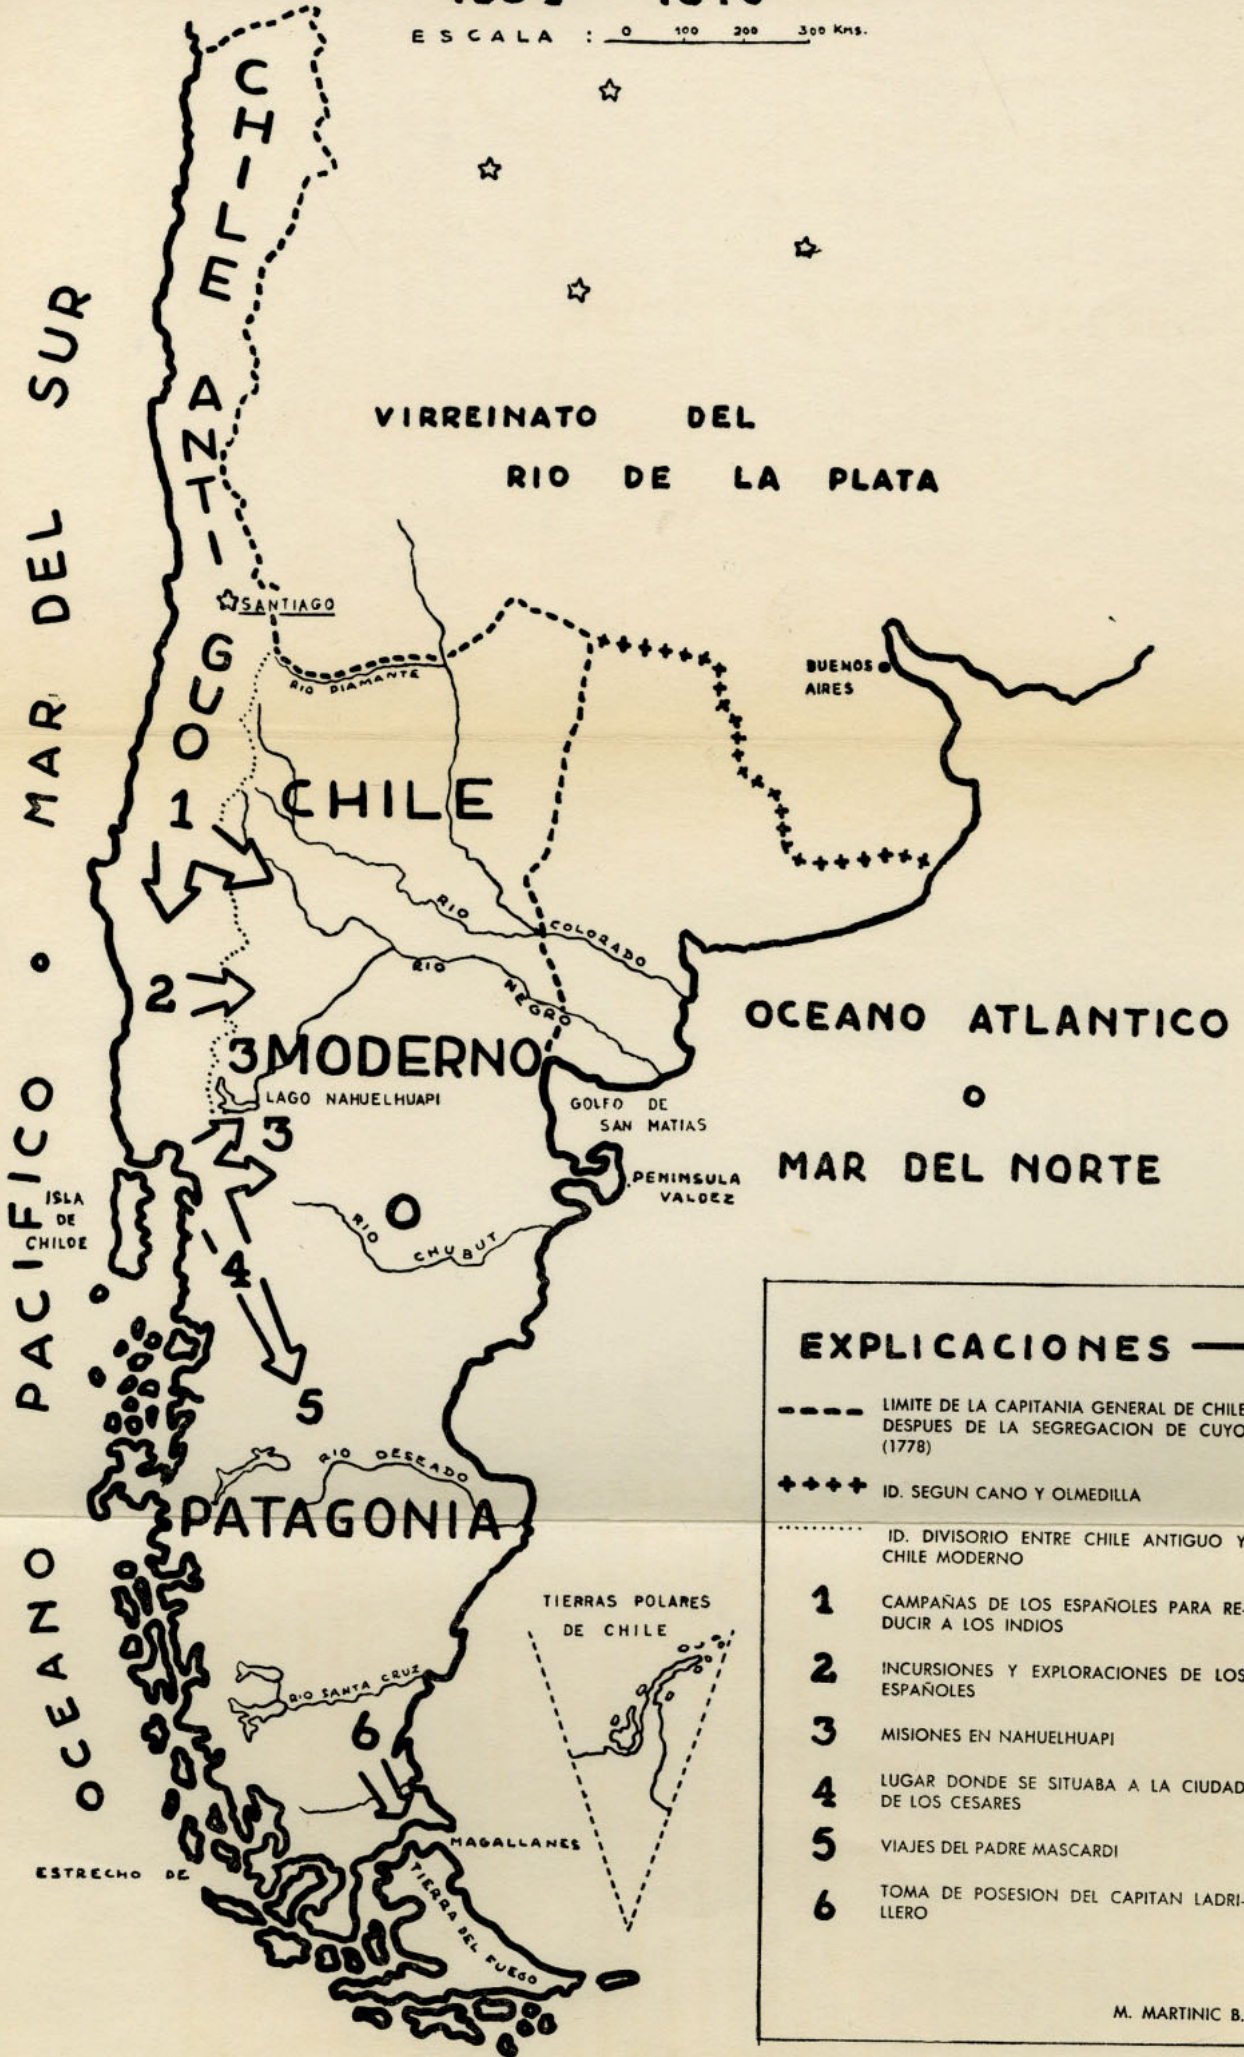 ESCALA : 0 100 200 300 KMS.
CHILE ANTIGUO
VIRREINATO DEL
RIO DE LA PLATA
SANTIAGO
RIO DIAMANTE
BUENOS
AIRES
CHILE
1
RIO COLORADO
2
RIO NEGRO
OCEANO ATLANTICO
O
MAR DEL NORTE
3 MODERNO
LAGO NAHUELHUAPI
3
GOLFO DE
SAN MATIAS
PENINSULA
VALDEZ
OCEANO PACIFICO O MAR DEL SUR
ISLA
DE
CHILOE
O
RIO CHUBUT
4
5
RIO DESEADO
PATAGONIA
RIO SANTA CRUZ
6
TIERRAS POLARES
DE CHILE
ESTRECHO DE MAGALLANES
TIERRA DEL FUEGO
EXPLICACIONES —
---- LIMITE DE LA CAPITANIA GENERAL DE CHILE
DESPUES DE LA SEGREGACION DE CUYO
(1778)
++++ ID. SEGUN CANO Y OLMEDILLA
.......... ID. DIVISORIO ENTRE CHILE ANTIGUO Y
CHILE MODERNO
1 CAMPAÑAS DE LOS ESPAÑOLES PARA RE-
DUCIR A LOS INDIOS
2 INCURSIONES Y EXPLORACIONES DE LOS
ESPAÑOLES
3 MISIONES EN NAHUELHUAPI
4 LUGAR DONDE SE SITUABA A LA CIUDAD
DE LOS CESARES
5 VIAJES DEL PADRE MASCARDI
6 TOMA DE POSESION DEL CAPITAN LADRI-
LLERO
M. MARTINIC B.